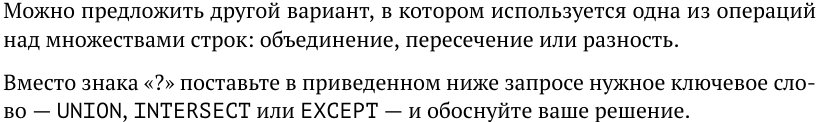 Можно предложить другой вариант, в котором используется одна из операций
над множествами строк: объединение, пересечение или разность.
Вместо знака «?» поставьте в приведенном ниже запросе нужное ключевое сло-
во — UNION, INTERSECT или EXCEPT — и обоснуйте ваше решение.